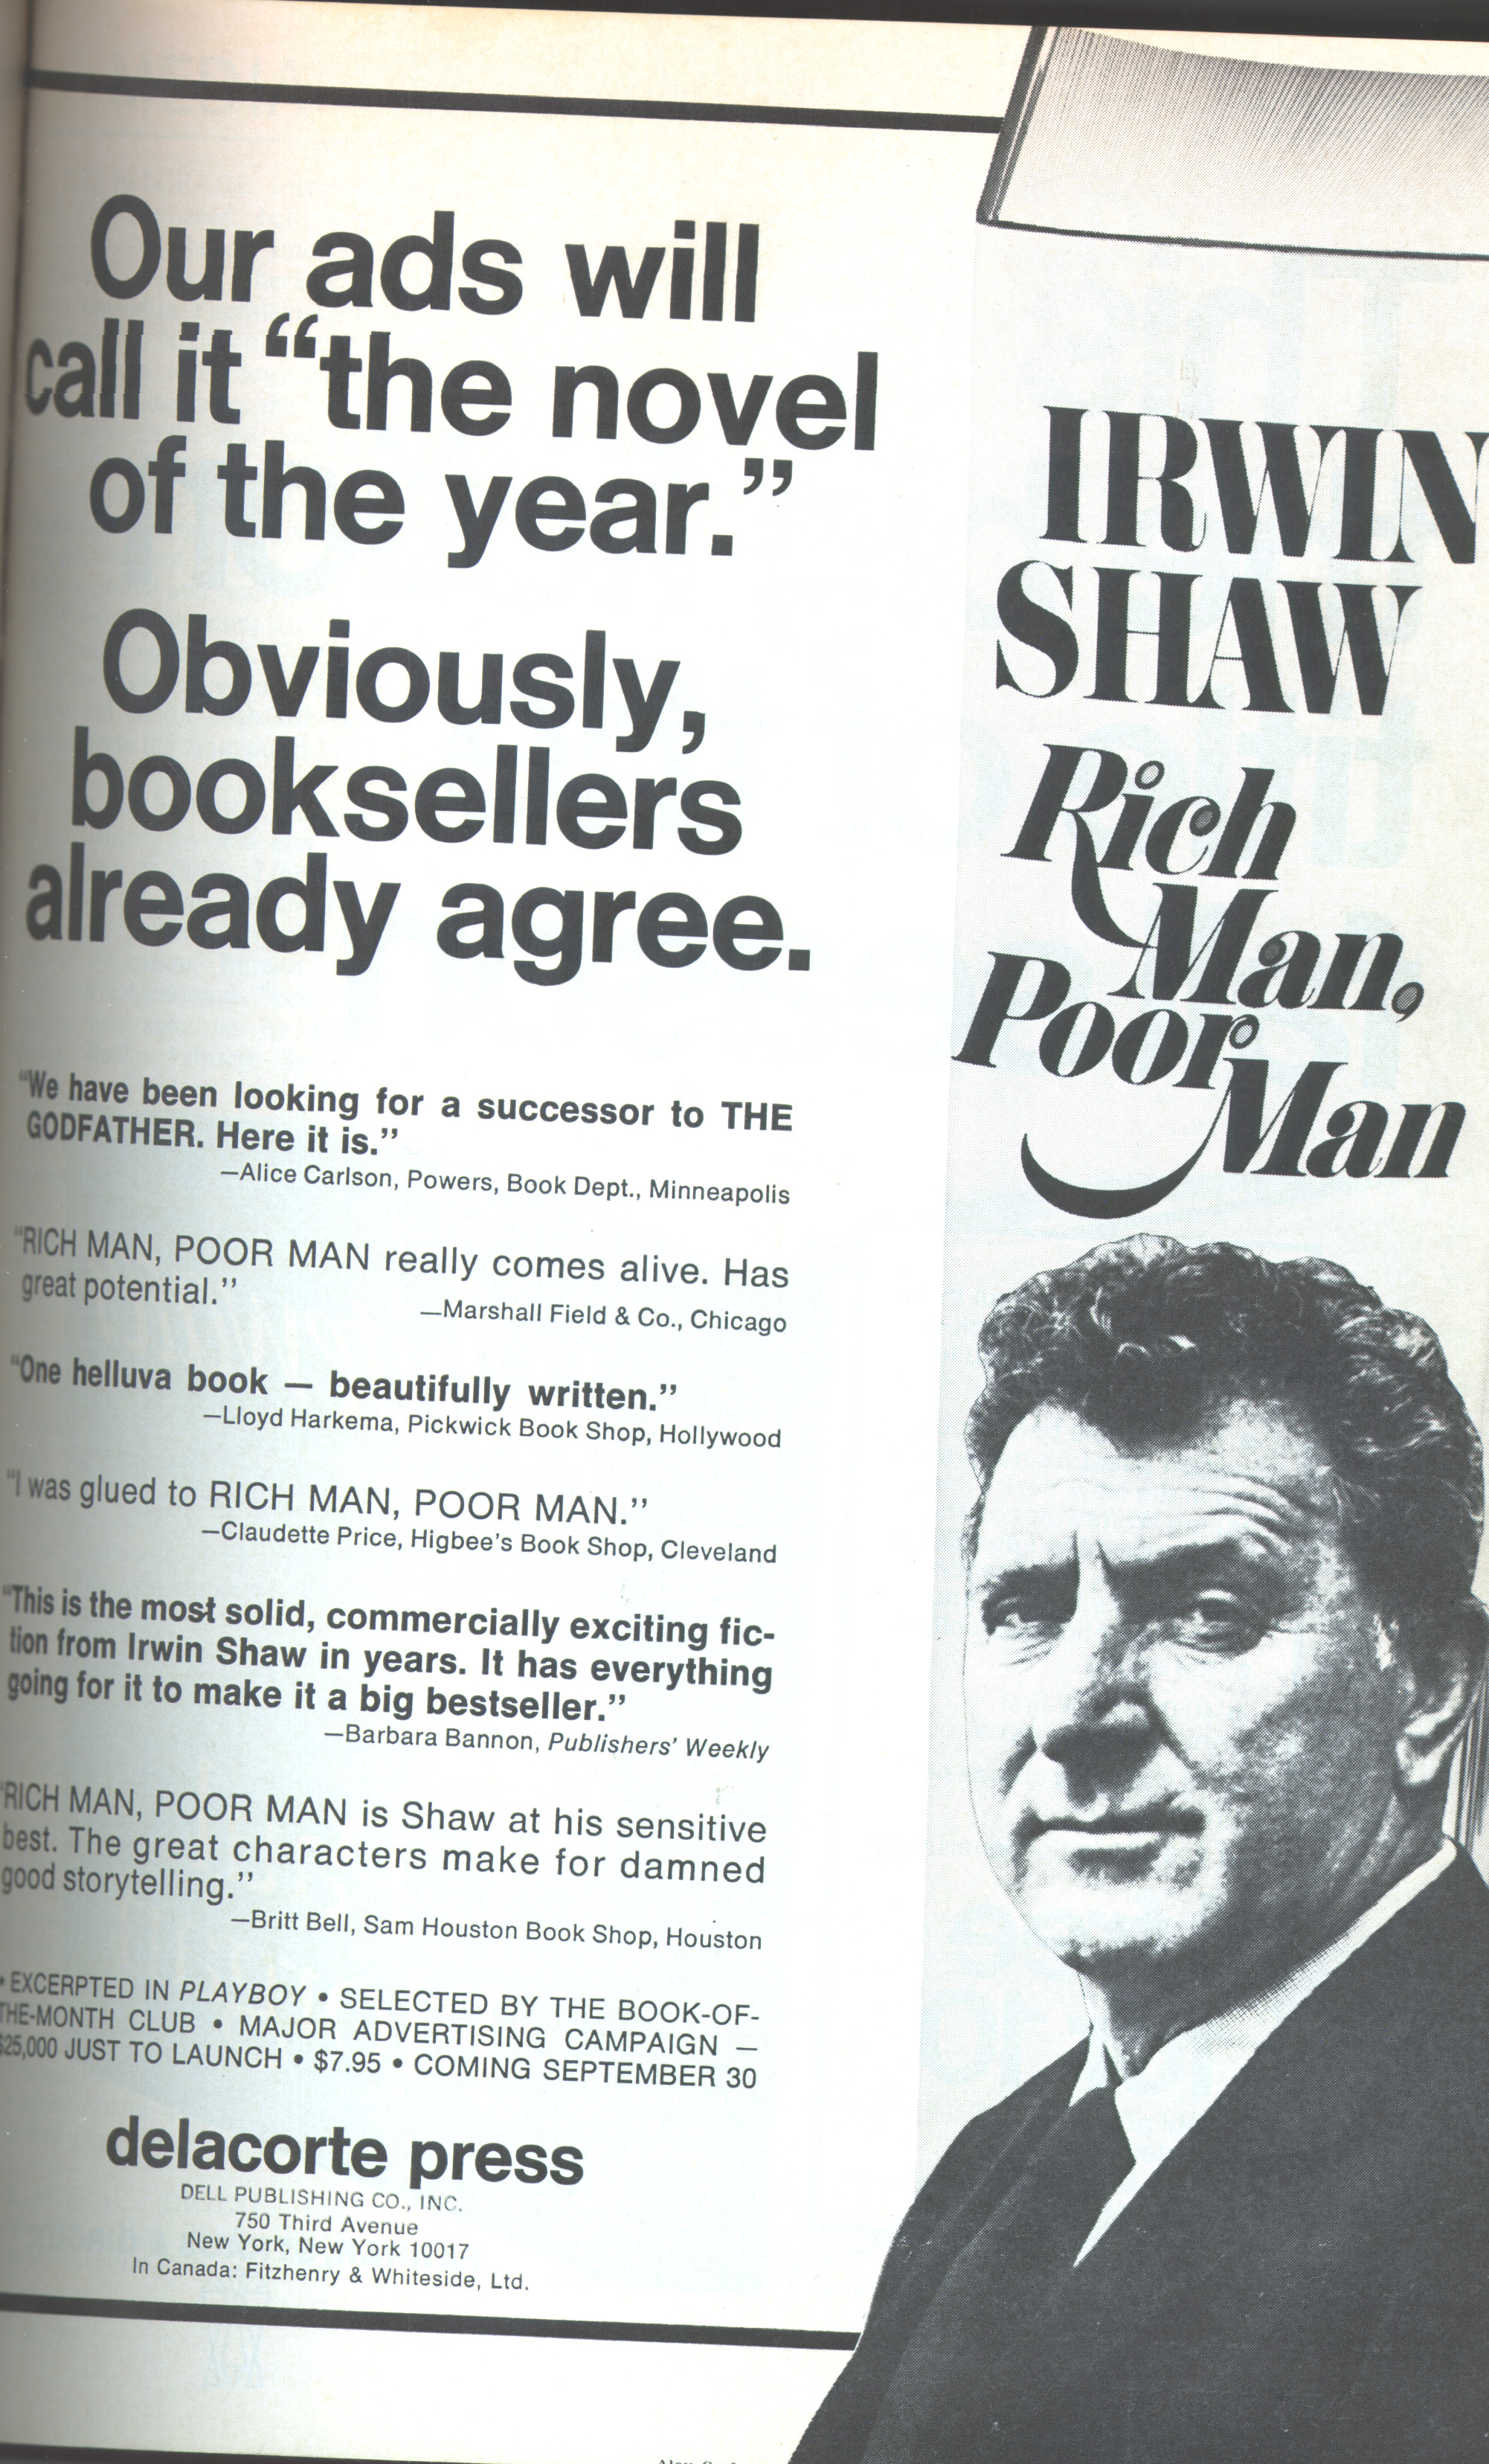 Our ads will
call it “the novel
of the year.”
Obviously,
booksellers
already agree.
“We have been looking for a successor to THE
GODFATHER. Here it is.”
—Alice Carlson, Powers, Book Dept., Minneapolis
“RICH MAN, POOR MAN really comes alive. Has
great potential.”
—Marshall Field & Co., Chicago
“One helluva book — beautifully written.”
—Lloyd Harkema, Pickwick Book Shop, Hollywood
“I was glued to RICH MAN, POOR MAN.”
—Claudette Price, Higbee’s Book Shop, Cleveland
“This is the most solid, commercially exciting fic-
tion from Irwin Shaw in years. It has everything
going for it to make it a big bestseller.”
—Barbara Bannon, Publishers’ Weekly
“RICH MAN, POOR MAN is Shaw at his sensitive
best. The great characters make for damned
good storytelling.”
—Britt Bell, Sam Houston Book Shop, Houston
• EXCERPTED IN PLAYBOY • SELECTED BY THE BOOK-OF-
THE-MONTH CLUB • MAJOR ADVERTISING CAMPAIGN —
$25,000 JUST TO LAUNCH • $7.95 • COMING SEPTEMBER 30
delacorte press
DELL PUBLISHING CO., INC.
750 Third Avenue
New York, New York 10017
In Canada: Fitzhenry & Whiteside, Ltd.
IRWIN
SHAW
Rich
Man,
Poor
Man